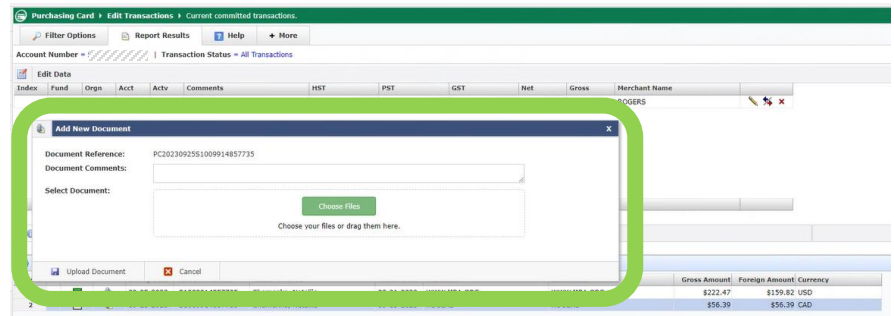 Purchasing Card Edit Transactions Current committed transactions.
Filter Options Report Results Help + More
Account Number = | Transaction Status = All Transactions
Edit Data
Index Fund Orgn Acct Actv Comments HST PST GST Net Gross Merchant Name
ROGERS
Add New Document x
Document Reference: PC20230925S1009914857735
Document Comments:
Select Document:
Choose Files
Choose your files or drag them here.
Upload Document Cancel
Gross Amount Foreign Amount Currency
$222.47 $159.82 USD
2 $56.39 $56.39 CAD